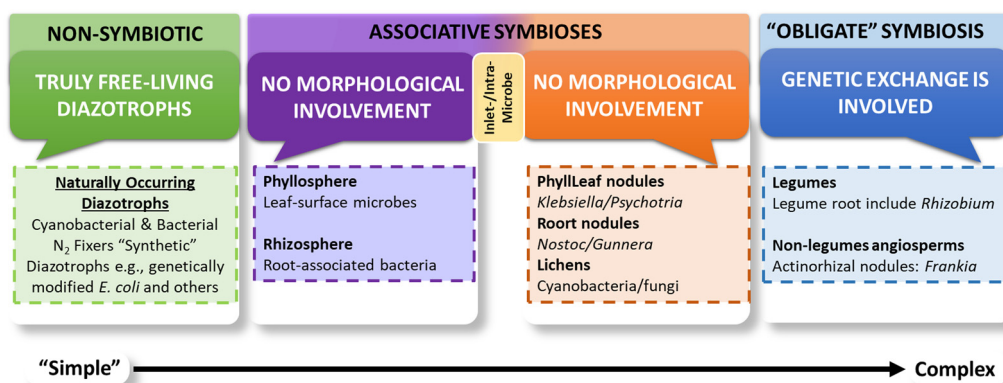 NON-SYMBIOTIC
TRULY FREE-LIVING
DIAZOTROPHS
Naturally Occurring
Diazotrophs
Cyanobacterial & Bacterial
N₂ Fixers “Synthetic”
Diazotrophs e.g., genetically
modified E. coli and others
ASSOCIATIVE SYMBIOSES
NO MORPHOLOGICAL
INVOLVEMENT
Phyllosphere
Leaf-surface microbes
Rhizosphere
Root-associated bacteria
Inlet-/Intra-
Microbe
NO MORPHOLOGICAL
INVOLVEMENT
PhyllLeaf nodules
Klebsiella/Psychotria
Roort nodules
Nostoc/Gunnera
Lichens
Cyanobacteria/fungi
“OBLIGATE” SYMBIOSIS
GENETIC EXCHANGE IS
INVOLVED
Legumes
Legume root include Rhizobium
Non-legumes angiosperms
Actinorhizal nodules: Frankia
“Simple”
Complex